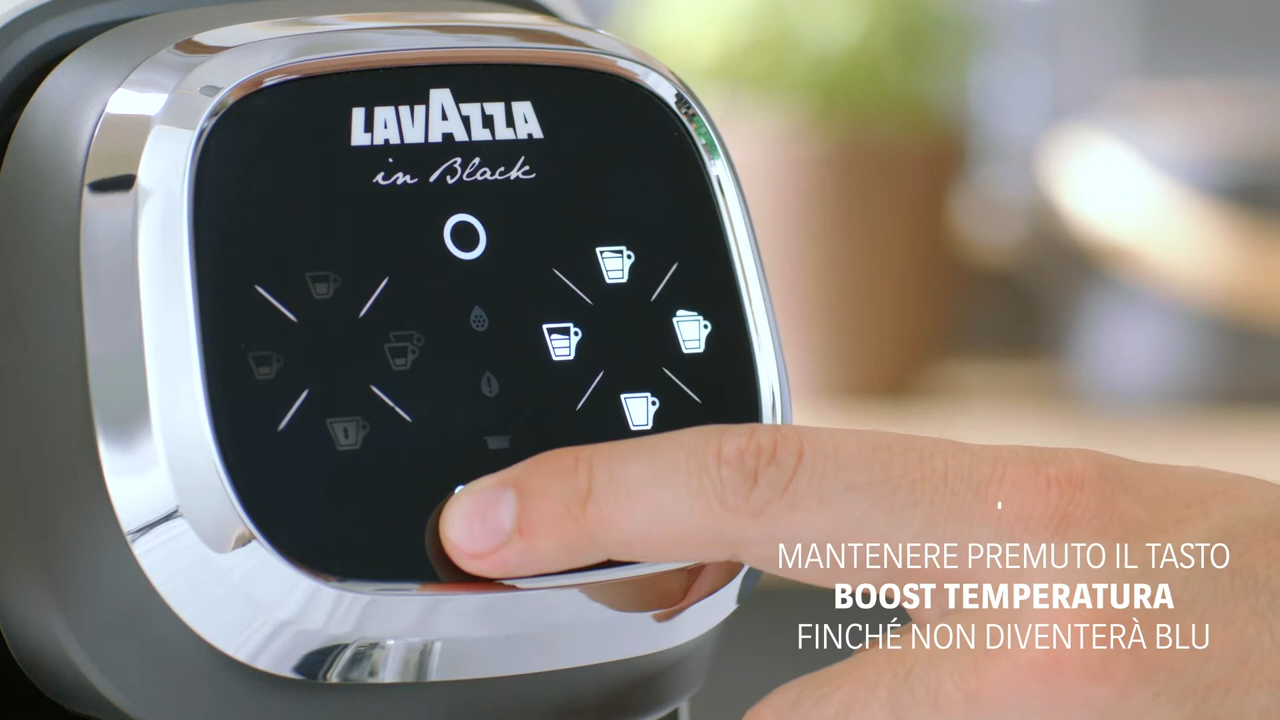 LAVAZZA
in Black
MANTENERE PREMUTO IL TASTO
BOOST TEMPERATURA
FINCHÉ NON DIVENTERÀ BLU